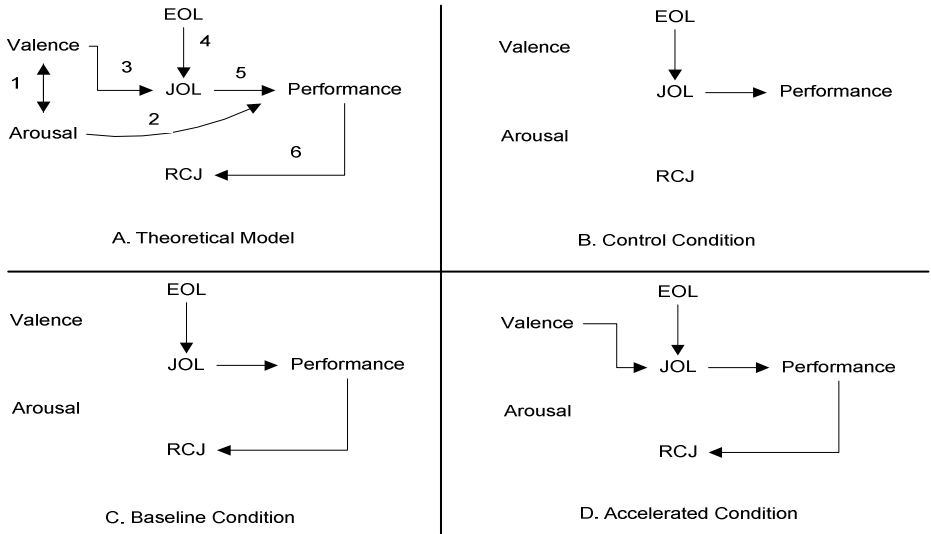 EOL
4
Valence
3
5
1
JOL
Performance
2
Arousal
6
RCJ
A. Theoretical Model
EOL
Valence
JOL
Performance
Arousal
RCJ
B. Control Condition
EOL
Valence
JOL
Performance
Arousal
RCJ
C. Baseline Condition
EOL
Valence
JOL
Performance
Arousal
RCJ
D. Accelerated Condition